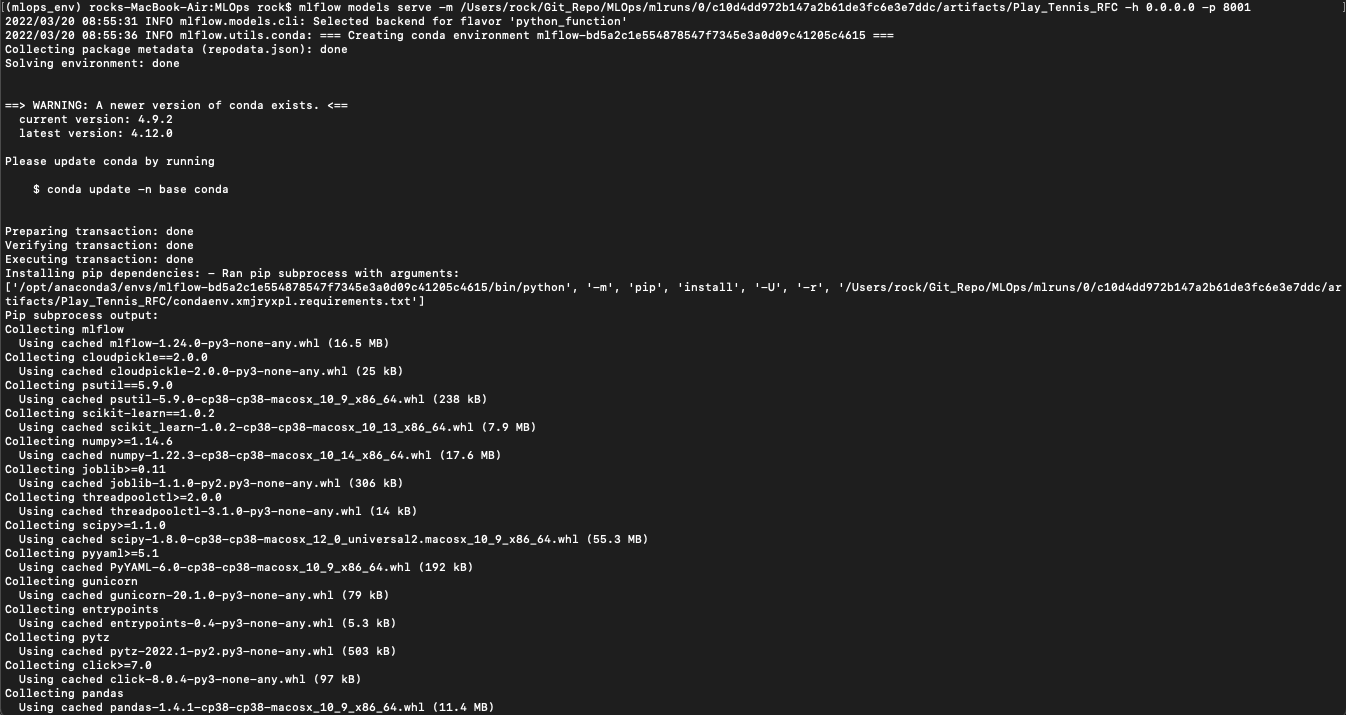 (mlops_env) rocks-MacBook-Air:MLOps rock$ mlflow models serve -m /Users/rock/Git_Repo/MLOps/mlruns/0/c10d4dd972b147a2b61de3fc6e3e7ddc/artifacts/Play_Tennis_RFC -h 0.0.0.0 -p 8001
2022/03/20 08:55:31 INFO mlflow.models.cli: Selected backend for flavor 'python_function'
2022/03/20 08:55:36 INFO mlflow.utils.conda: === Creating conda environment mlflow-bd5a2c1e554878547f7345e3a0d09c41205c4615 ===
Collecting package metadata (repodata.json): done
Solving environment: done
==> WARNING: A newer version of conda exists. <==
  current version: 4.9.2
  latest version: 4.12.0
Please update conda by running
    $ conda update -n base conda
Preparing transaction: done
Verifying transaction: done
Executing transaction: done
Installing pip dependencies: - Ran pip subprocess with arguments:
['/opt/anaconda3/envs/mlflow-bd5a2c1e554878547f7345e3a0d09c41205c4615/bin/python', '-m', 'pip', 'install', '-U', '-r', '/Users/rock/Git_Repo/MLOps/mlruns/0/c10d4dd972b147a2b61de3fc6e3e7ddc/ar
tifacts/Play_Tennis_RFC/condaenv.xmjryxpl.requirements.txt']
Pip subprocess output:
Collecting mlflow
  Using cached mlflow-1.24.0-py3-none-any.whl (16.5 MB)
Collecting cloudpickle==2.0.0
  Using cached cloudpickle-2.0.0-py3-none-any.whl (25 kB)
Collecting psutil==5.9.0
  Using cached psutil-5.9.0-cp38-cp38-macosx_10_9_x86_64.whl (238 kB)
Collecting scikit-learn==1.0.2
  Using cached scikit_learn-1.0.2-cp38-cp38-macosx_10_13_x86_64.whl (7.9 MB)
Collecting numpy>=1.14.6
  Using cached numpy-1.22.3-cp38-cp38-macosx_10_14_x86_64.whl (17.6 MB)
Collecting joblib>=0.11
  Using cached joblib-1.1.0-py2.py3-none-any.whl (306 kB)
Collecting threadpoolctl>=2.0.0
  Using cached threadpoolctl-3.1.0-py3-none-any.whl (14 kB)
Collecting scipy>=1.1.0
  Using cached scipy-1.8.0-cp38-cp38-macosx_12_0_universal2.macosx_10_9_x86_64.whl (55.3 MB)
Collecting pyyaml>=5.1
  Using cached PyYAML-6.0-cp38-cp38-macosx_10_9_x86_64.whl (192 kB)
Collecting gunicorn
  Using cached gunicorn-20.1.0-py3-none-any.whl (79 kB)
Collecting entrypoints
  Using cached entrypoints-0.4-py3-none-any.whl (5.3 kB)
Collecting pytz
  Using cached pytz-2022.1-py2.py3-none-any.whl (503 kB)
Collecting click>=7.0
  Using cached click-8.0.4-py3-none-any.whl (97 kB)
Collecting pandas
  Using cached pandas-1.4.1-cp38-cp38-macosx_10_9_x86_64.whl (11.4 MB)